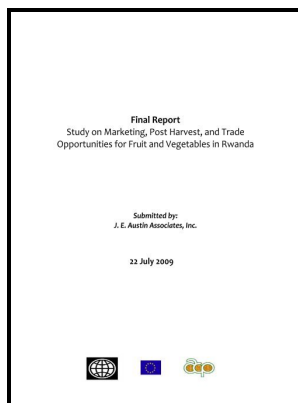 Final Report
Study on Marketing, Post Harvest, and Trade
Opportunities for Fruit and Vegetables in Rwanda
Submitted by:
J. E. Austin Associates, Inc.
22 July 2009
acp